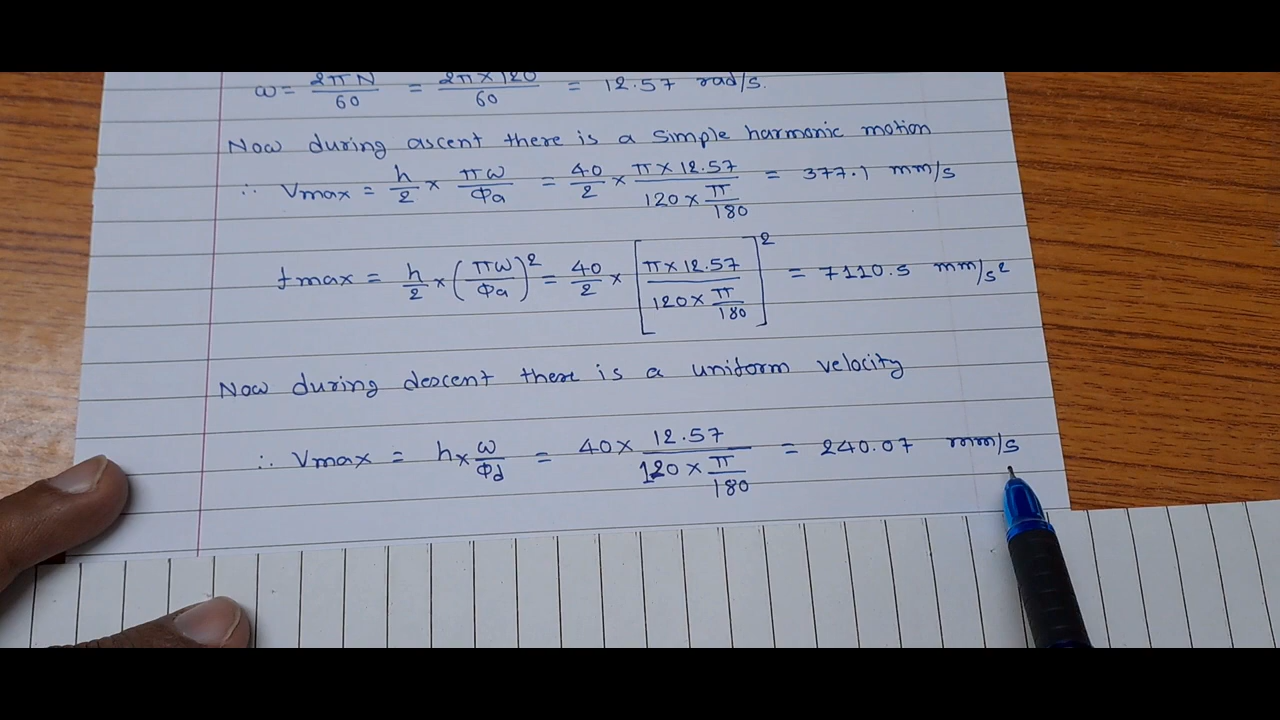 ω = 2πN/60 = 2π×120/60 = 12.57 rad/s.
Now during ascent there is a simple harmonic motion
∴ Vmax = h/2 × πω/Φa = 40/2 × (π×12.57)/(120×π/180) = 377.1 mm/s
fmax = h/2 × (πω/Φa)² = 40/2 × [(π×12.57)/(120×π/180)]² = 7110.5 mm/s²
Now during descent there is a uniform velocity
∴ Vmax = h×ω/Φd = 40× 12.57/(120×π/180) = 240.07 mm/s